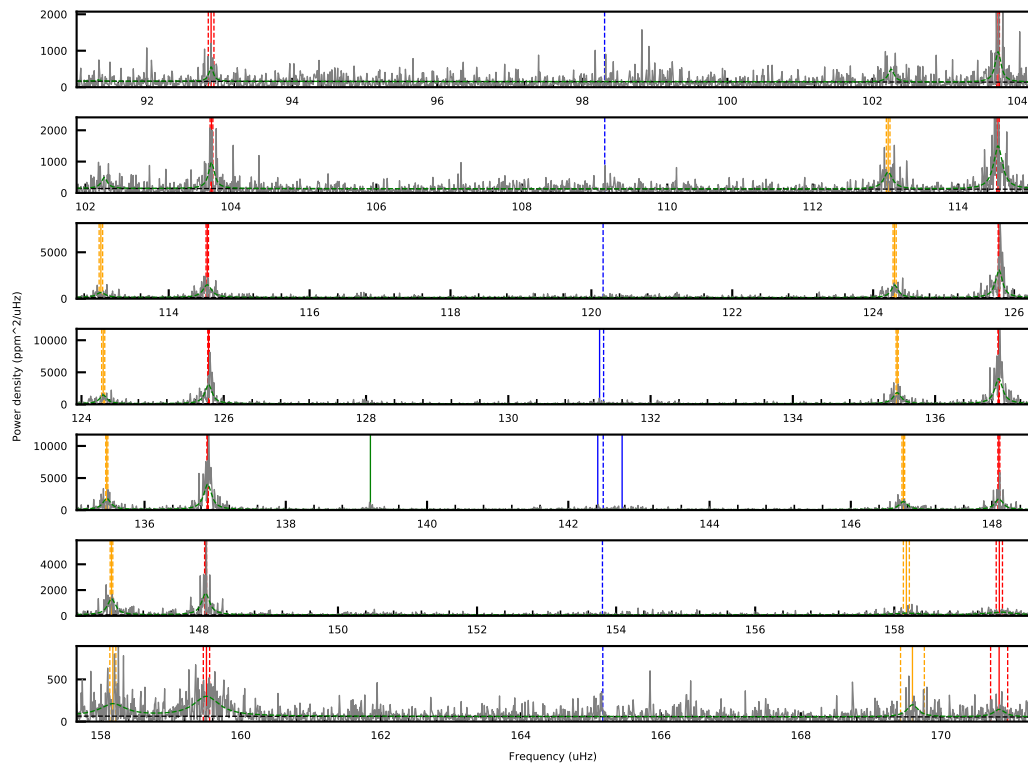 2000
1000
0
92 94 96 98 100 102 104
2000
1000
0
102 104 106 108 110 112 114
5000
0
114 116 118 120 122 124 126
10000
5000
0
124 126 128 130 132 134 136
Power density (ppm^2/uHz)
10000
5000
0
136 138 140 142 144 146 148
4000
2000
0
148 150 152 154 156 158
500
0
158 160 162 164 166 168 170
Frequency (uHz)